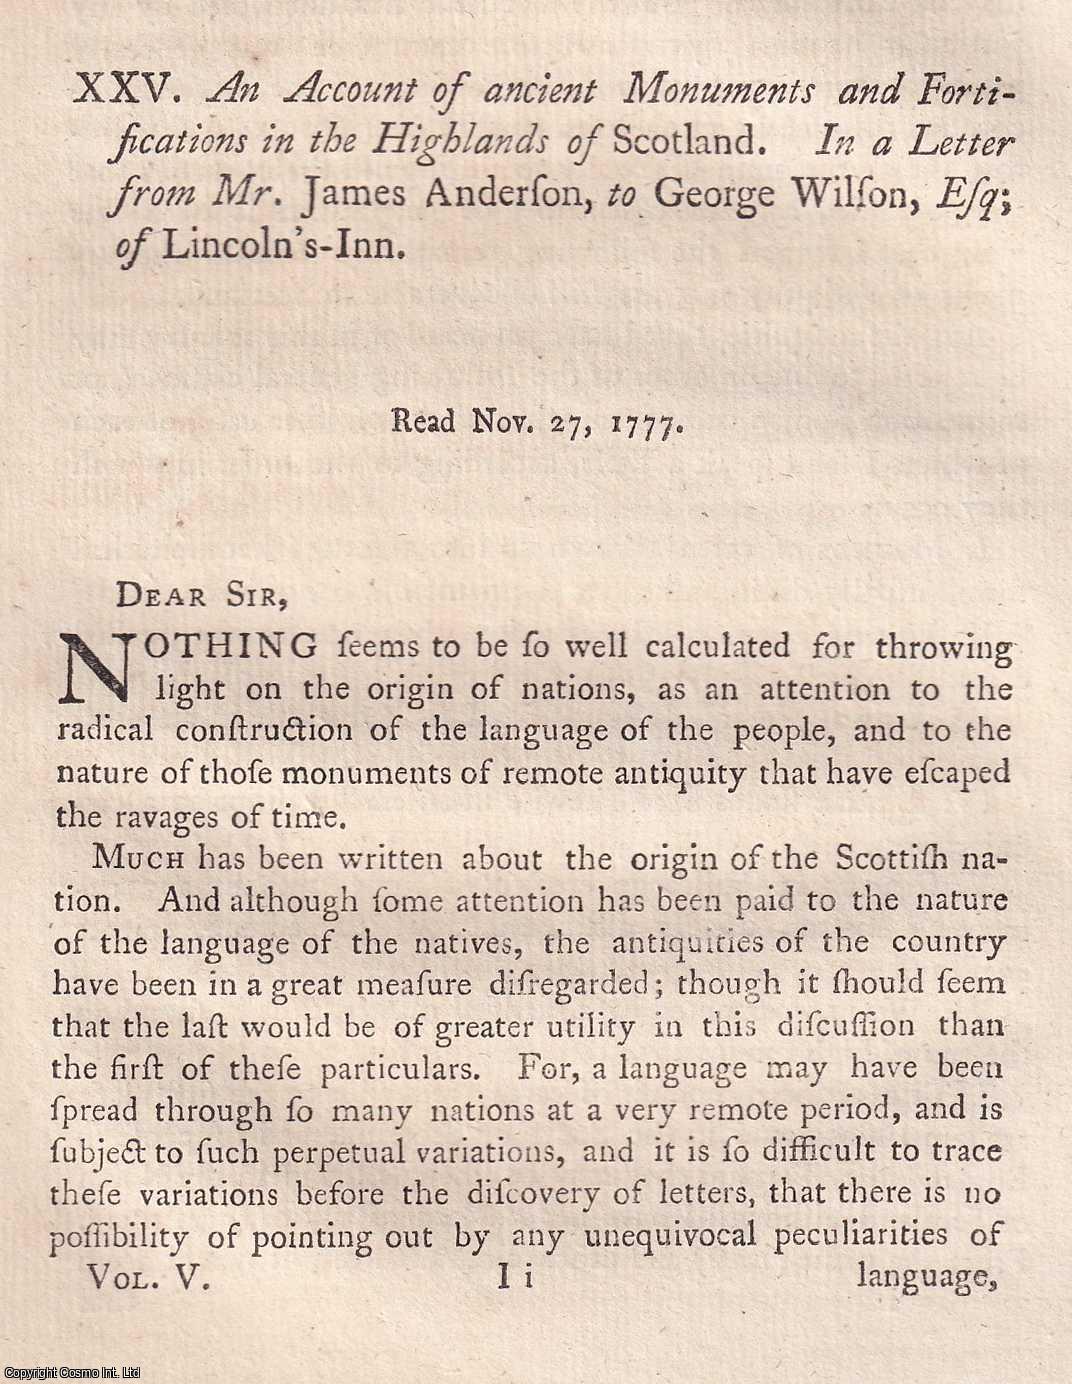 XXV. An Account of ancient Monuments and Forti-
fications in the Highlands of Scotland. In a Letter
from Mr. James Anderſon, to George Wilſon, Eſq;
of Lincoln's-Inn.
Read Nov. 27, 1777.
DEAR SIR,
NOTHING ſeems to be ſo well calculated for throwing
light on the origin of nations, as an attention to the
radical conſtruction of the language of the people, and to the
nature of thoſe monuments of remote antiquity that have eſcaped
the ravages of time.
MUCH has been written about the origin of the Scottiſh na-
tion. And although ſome attention has been paid to the nature
of the language of the natives, the antiquities of the country
have been in a great meaſure diſregarded; though it ſhould ſeem
that the laſt would be of greater utility in this diſcuſſion than
the firſt of theſe particulars. For, a language may have been
ſpread through ſo many nations at a very remote period, and is
ſubject to ſuch perpetual variations, and it is ſo difficult to trace
theſe variations before the diſcovery of letters, that there is no
poſſibility of pointing out by any unequivocal peculiarities of
VOL. V. I i language,
Copyright Cosmo Int. Ltd